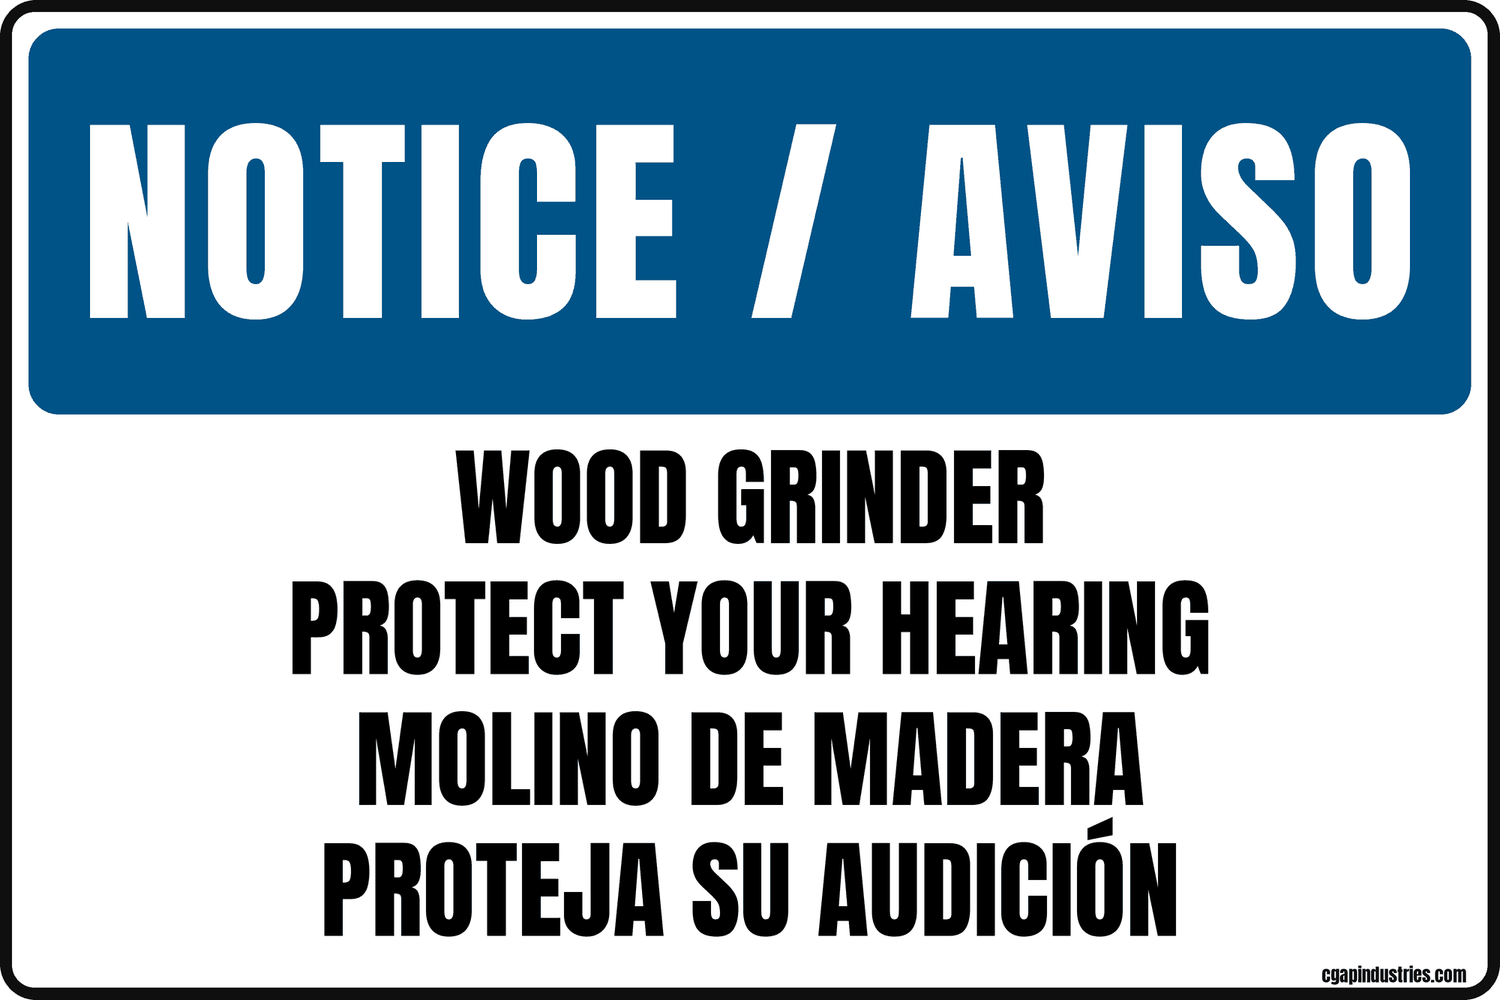 NOTICE / AVISO
WOOD GRINDER
PROTECT YOUR HEARING
MOLINO DE MADERA
PROTEJA SU AUDICIÓN
cgapindustries.com